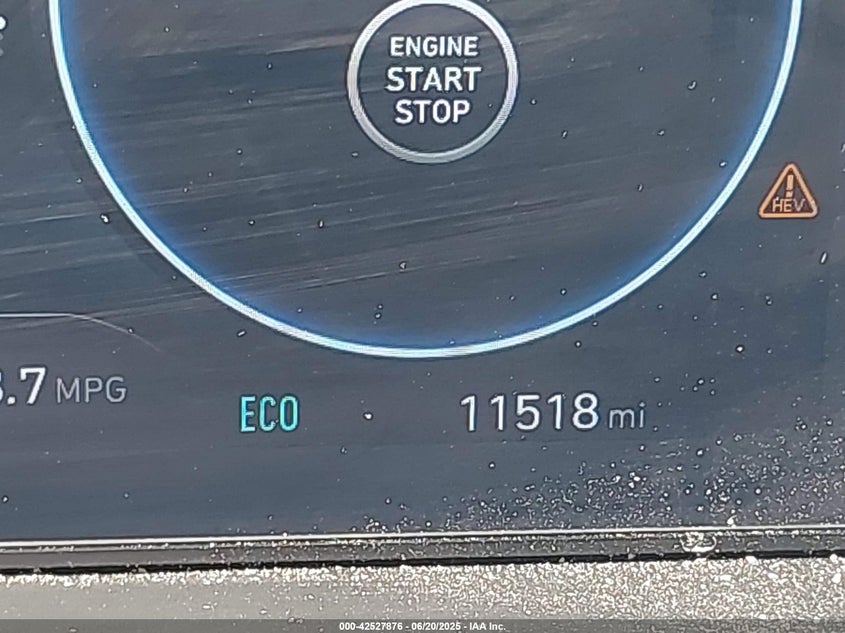 ENGINE
START
STOP
HEV
.7 MPG
ECO
11518 mi
000-42527876 - 06/20/2025 - IAA Inc.